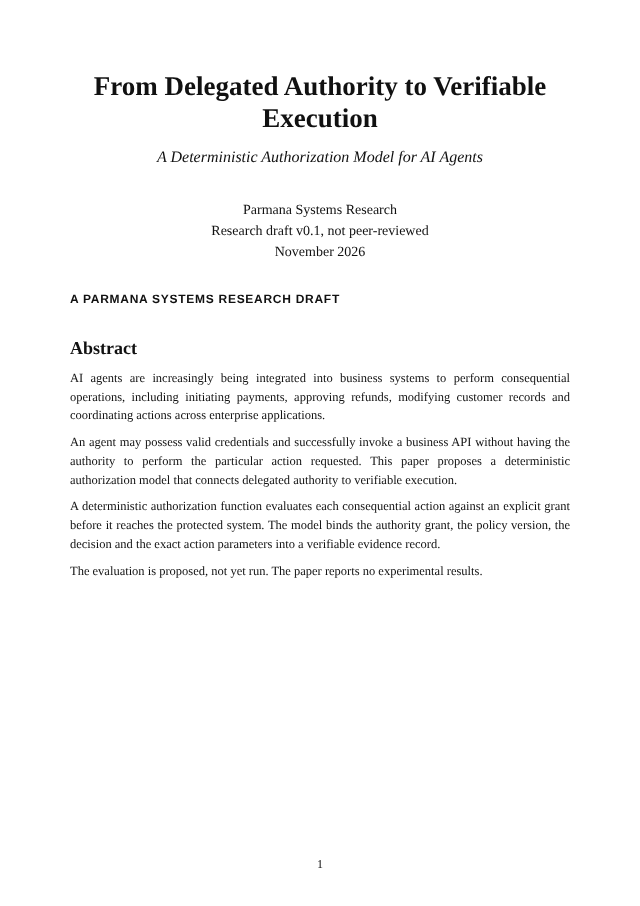 From Delegated Authority to Verifiable
Execution
A Deterministic Authorization Model for AI Agents
Parmana Systems Research
Research draft v0.1, not peer-reviewed
November 2026
A PARMANA SYSTEMS RESEARCH DRAFT
Abstract
AI agents are increasingly being integrated into business systems to perform consequential
operations, including initiating payments, approving refunds, modifying customer records and
coordinating actions across enterprise applications.
An agent may possess valid credentials and successfully invoke a business API without having the
authority to perform the particular action requested. This paper proposes a deterministic
authorization model that connects delegated authority to verifiable execution.
A deterministic authorization function evaluates each consequential action against an explicit grant
before it reaches the protected system. The model binds the authority grant, the policy version, the
decision and the exact action parameters into a verifiable evidence record.
The evaluation is proposed, not yet run. The paper reports no experimental results.
1